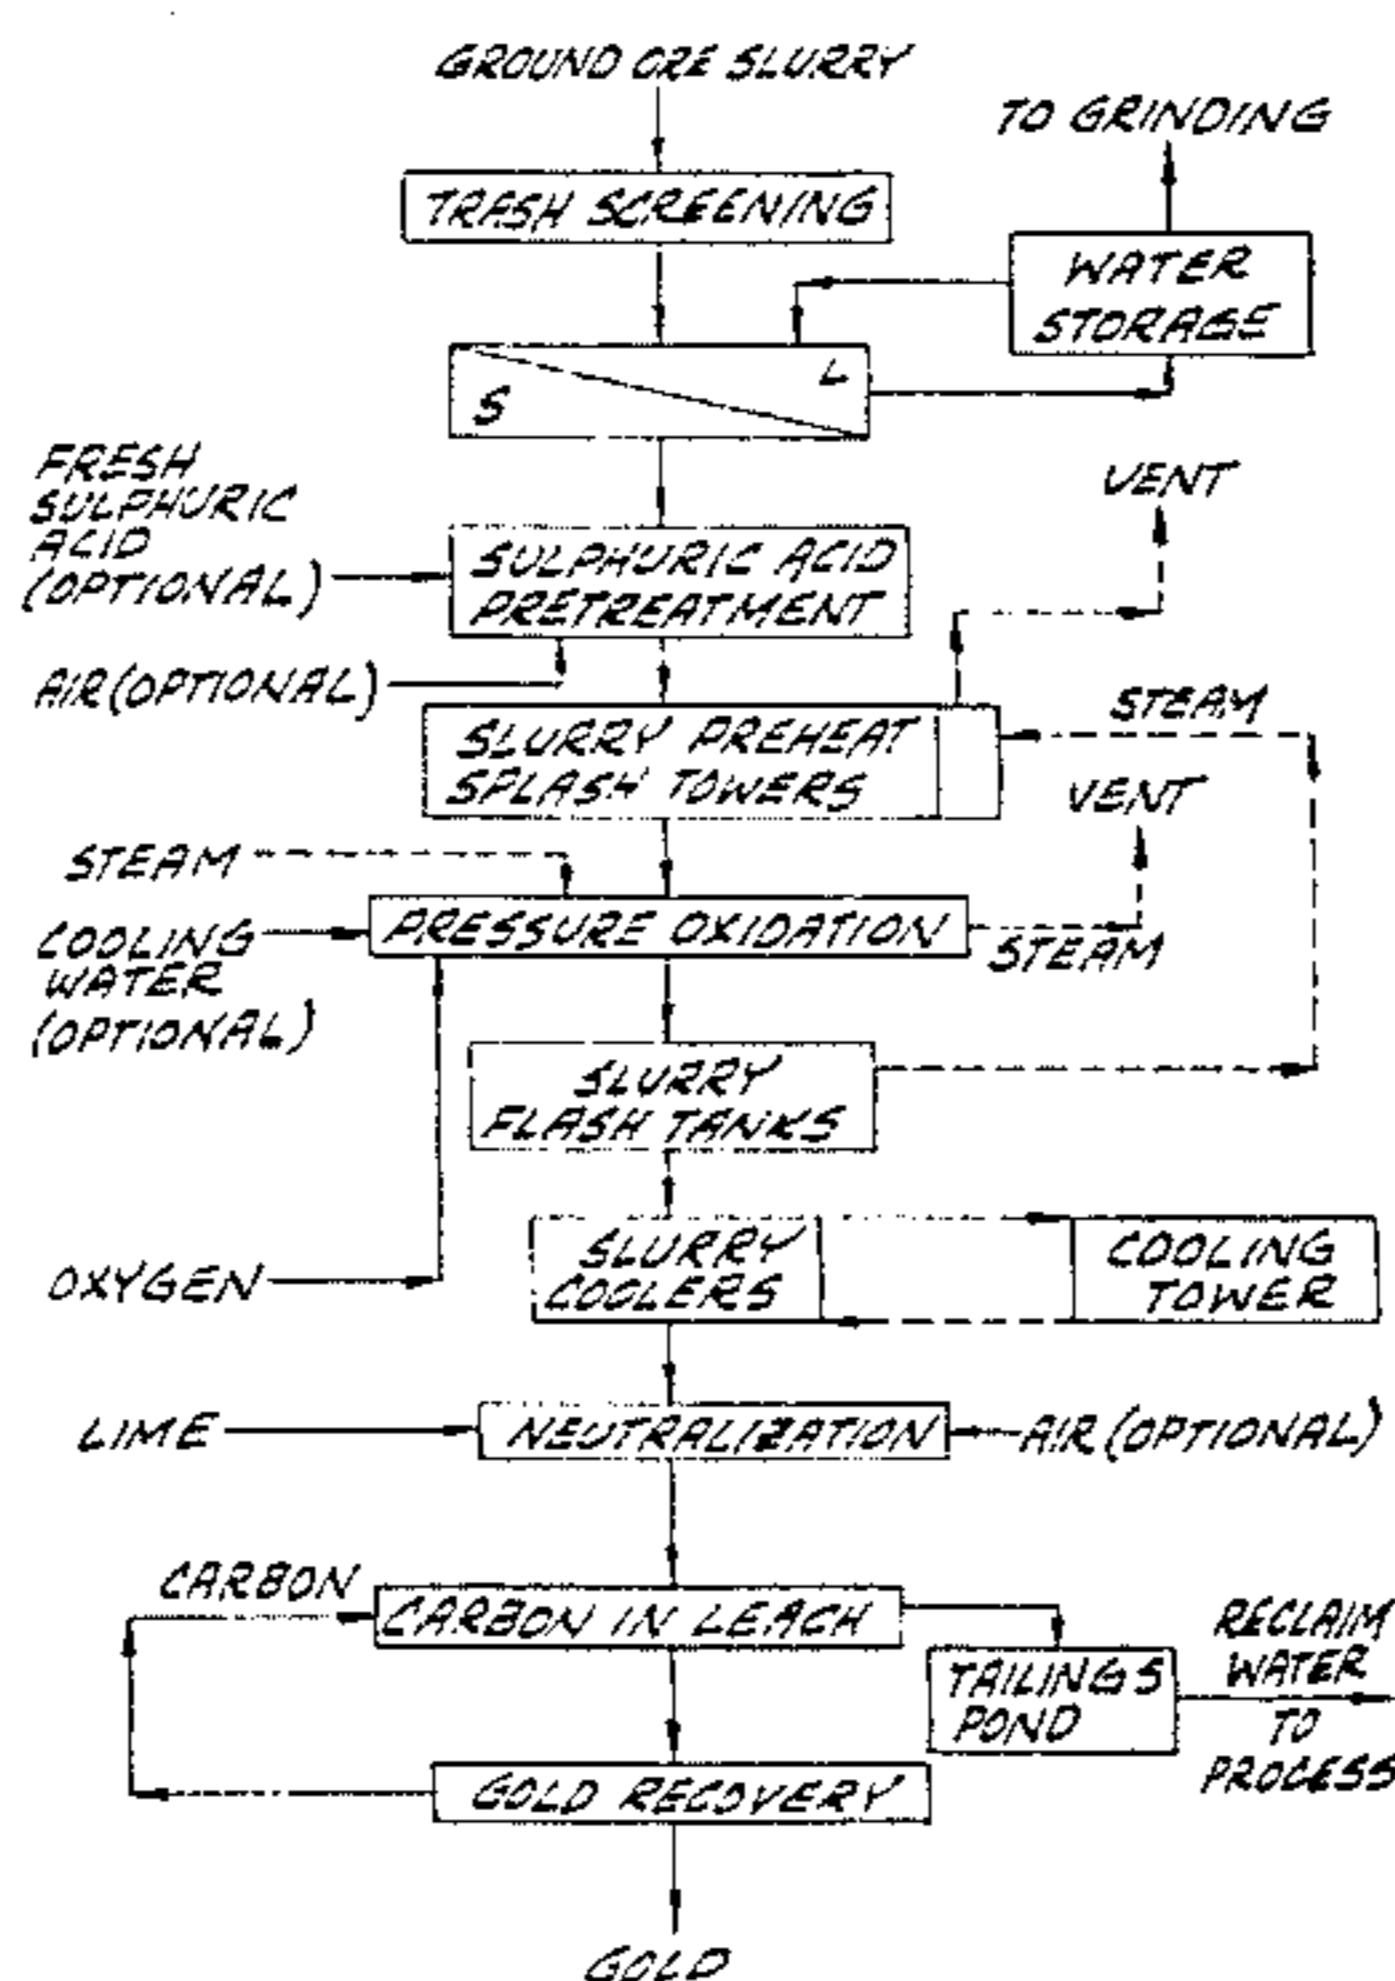 GROUND ORE SLURRY
TO GRINDING
TRASH SCREENING
WATER
STORAGE
L
S
FRESH
SULPHURIC
ACID
(OPTIONAL)
VENT
SULPHURIC ACID
PRETREATMENT
AIR (OPTIONAL)
STEAM
SLURRY PREHEAT
SPLASH TOWERS
VENT
STEAM
COOLING
WATER
(OPTIONAL)
PRESSURE OXIDATION
STEAM
SLURRY
FLASH TANKS
OXYGEN
SLURRY
COOLERS
COOLING
TOWER
LIME
NEUTRALIZATION
AIR (OPTIONAL)
CARBON
CARBON IN LEACH
RECLAIM
WATER
TO
PROCESS
TAILINGS
POND
GOLD RECOVERY
GOLD